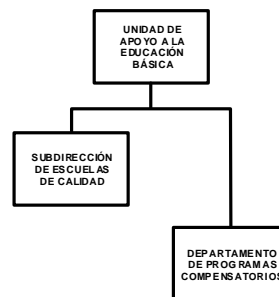 UNIDAD DE
APOYO A LA
EDUCACIÓN
BÁSICA
SUBDIRECCIÓN
DE ESCUELAS
DE CALIDAD
DEPARTAMENTO
DE PROGRAMAS
COMPENSATORIOS